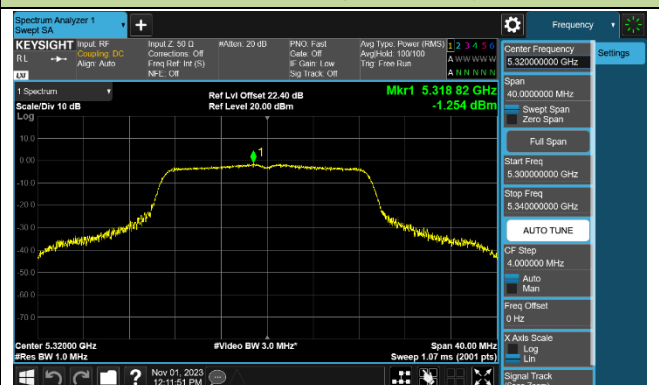 Spectrum Analyzer 1
Swept SA
Frequency
KEYSIGHT
RL
LXI
Input: RF
Coupling: DC
Align: Auto
Input Z: 50 Ω
Corrections: Off
Freq Ref: Int (S)
NFE: Off
#Atten: 20 dB
PNO: Fast
Gate: Off
IF Gain: Low
Sig Track: Off
Avg Type: Power (RMS)
Avg|Hold: 100/100
Trig: Free Run
1 2 3 4 5 6
A W W W W W
A N N N N N
Center Frequency
5.320000000 GHz
Settings
Span
40.0000000 MHz
Swept Span
Zero Span
Full Span
Start Freq
5.300000000 GHz
Stop Freq
5.340000000 GHz
AUTO TUNE
CF Step
4.000000 MHz
Auto
Man
Freq Offset
0 Hz
X Axis Scale
Log
Lin
Signal Track
1 Spectrum
Scale/Div 10 dB
Ref Lvl Offset 22.40 dB
Ref Level 20.00 dBm
Mkr1 5.318 82 GHz
-1.254 dBm
Log
10.0
0.00
-10.0
-20.0
-30.0
-40.0
-50.0
-60.0
-70.0
1
Center 5.32000 GHz
#Res BW 1.0 MHz
#Video BW 3.0 MHz*
Span 40.00 MHz
Sweep 1.07 ms (2001 pts)
?
Nov 01, 2023
12:11:51 PM